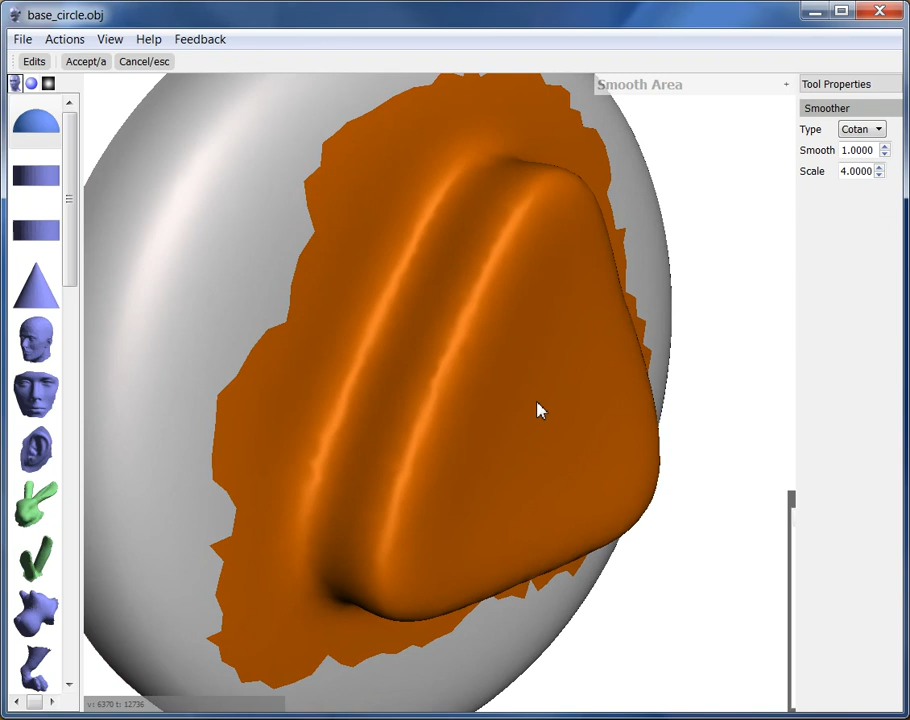 base_circle.obj
File Actions View Help Feedback
Edits Accept/a Cancel/esc
Smooth Area +
Tool Properties
Smoother
Type Cotan
Smooth 1.0000
Scale 4.0000
v: 6370 t: 12736